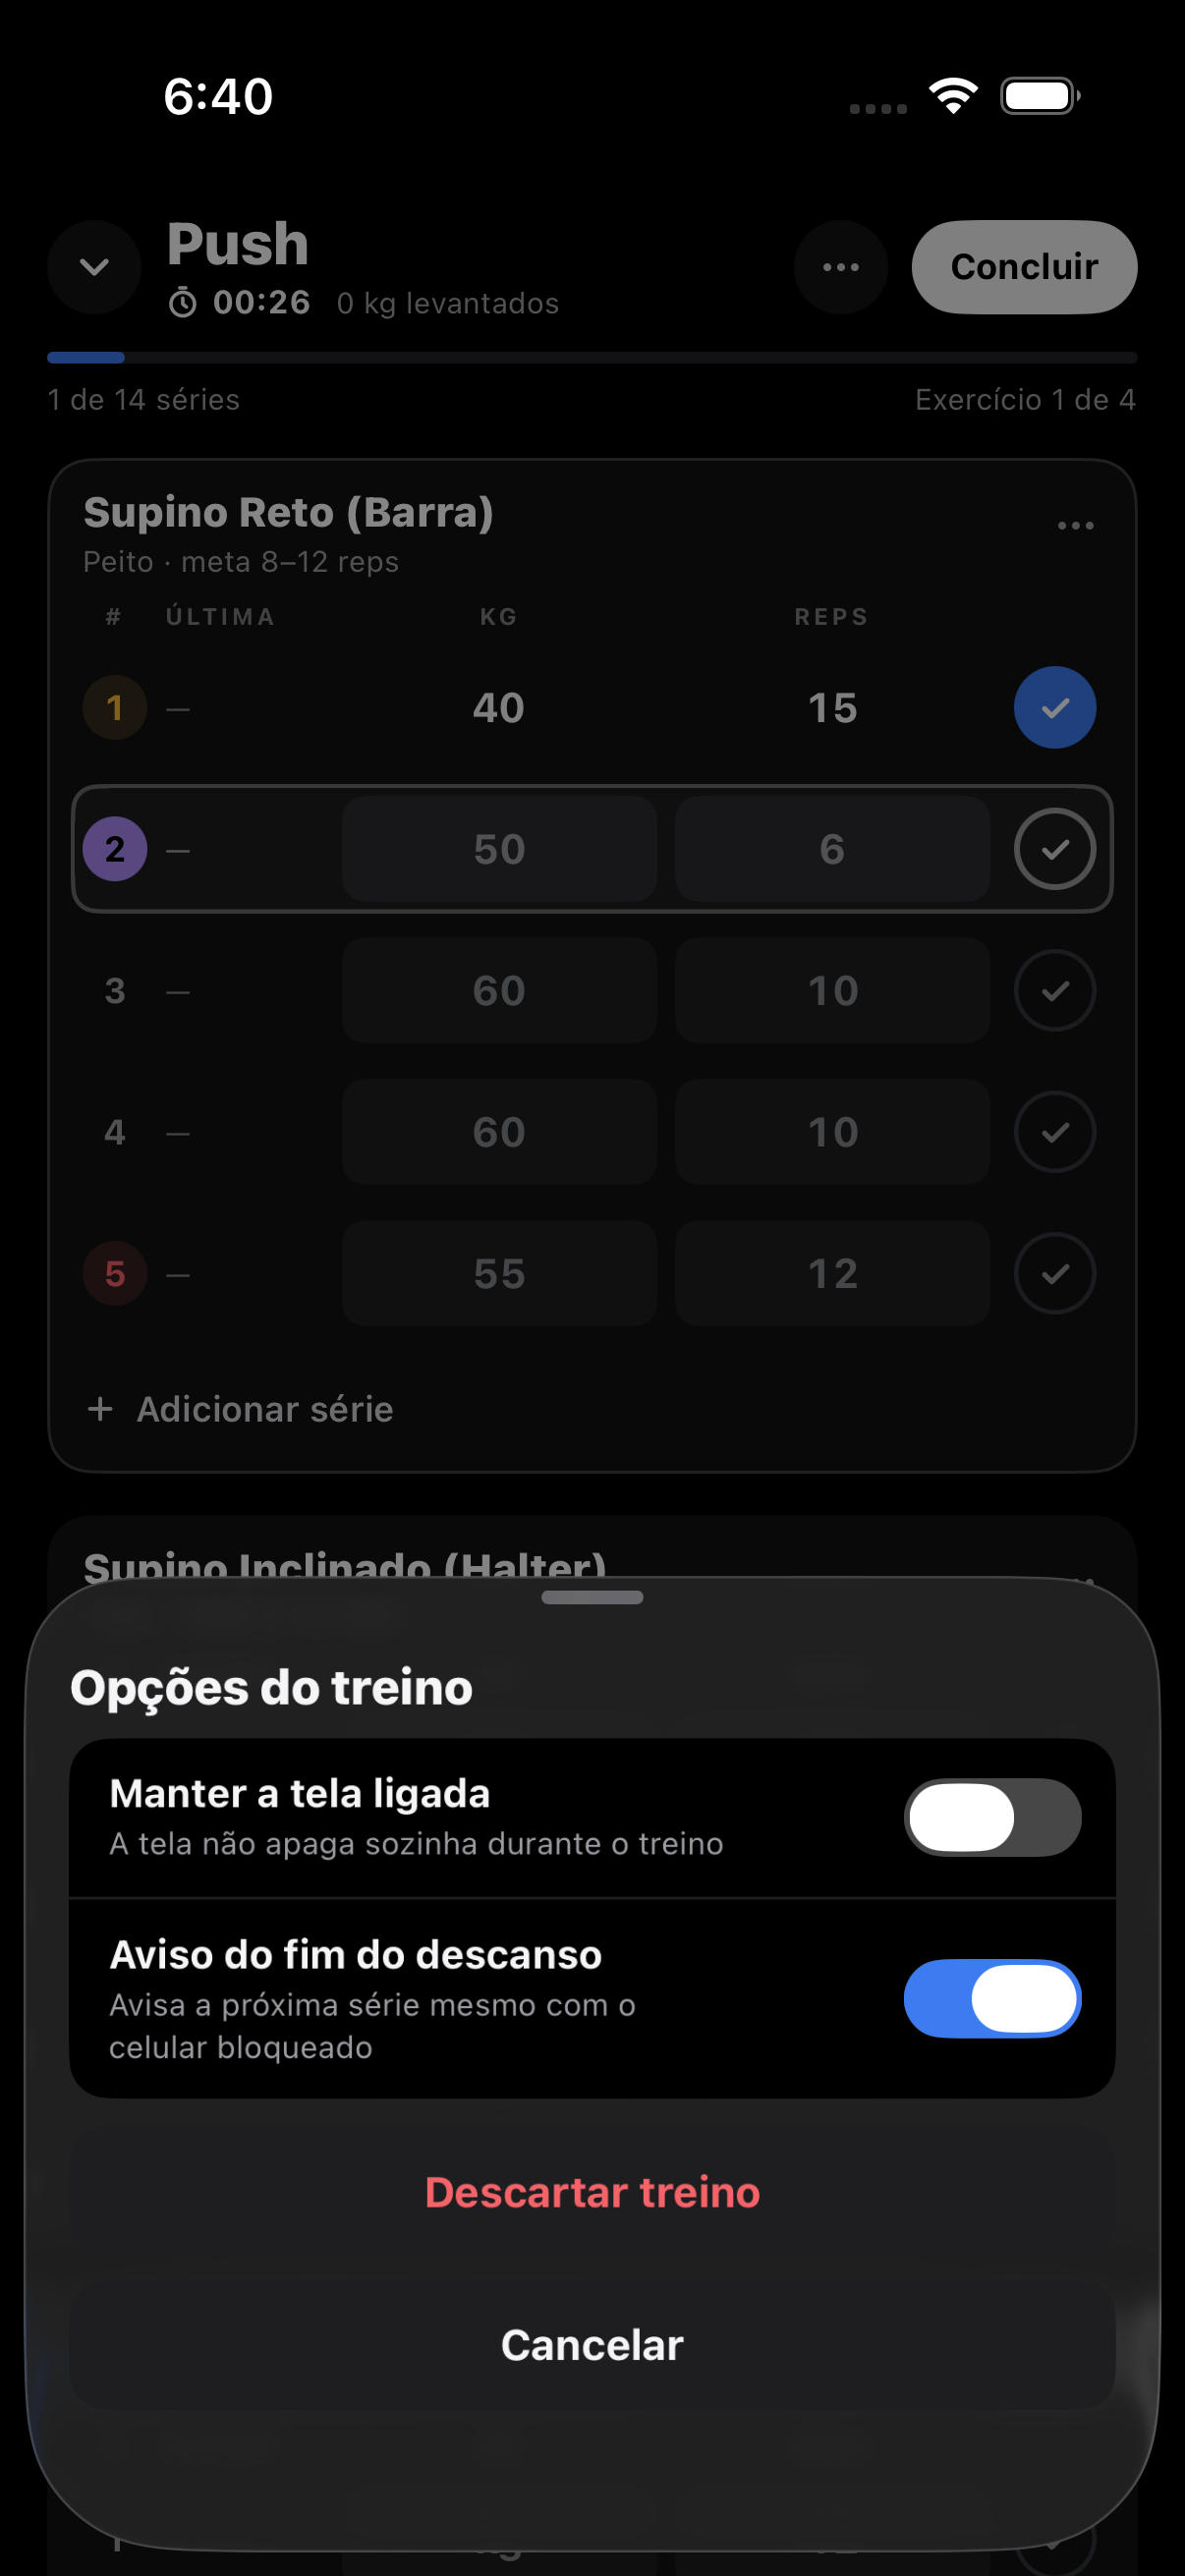 6:40
Push
Concluir
00:26 0 kg levantados
1 de 14 séries Exercício 1 de 4
Supino Reto (Barra)
Peito · meta 8–12 reps
# ÚLTIMA KG REPS
1 — 40 15
2 — 50 6
3 — 60 10
4 — 60 10
5 — 55 12
+ Adicionar série
Supino Inclinado (Halter)
Opções do treino
Manter a tela ligada
A tela não apaga sozinha durante o treino
Aviso do fim do descanso
Avisa a próxima série mesmo com o
celular bloqueado
Descartar treino
Cancelar